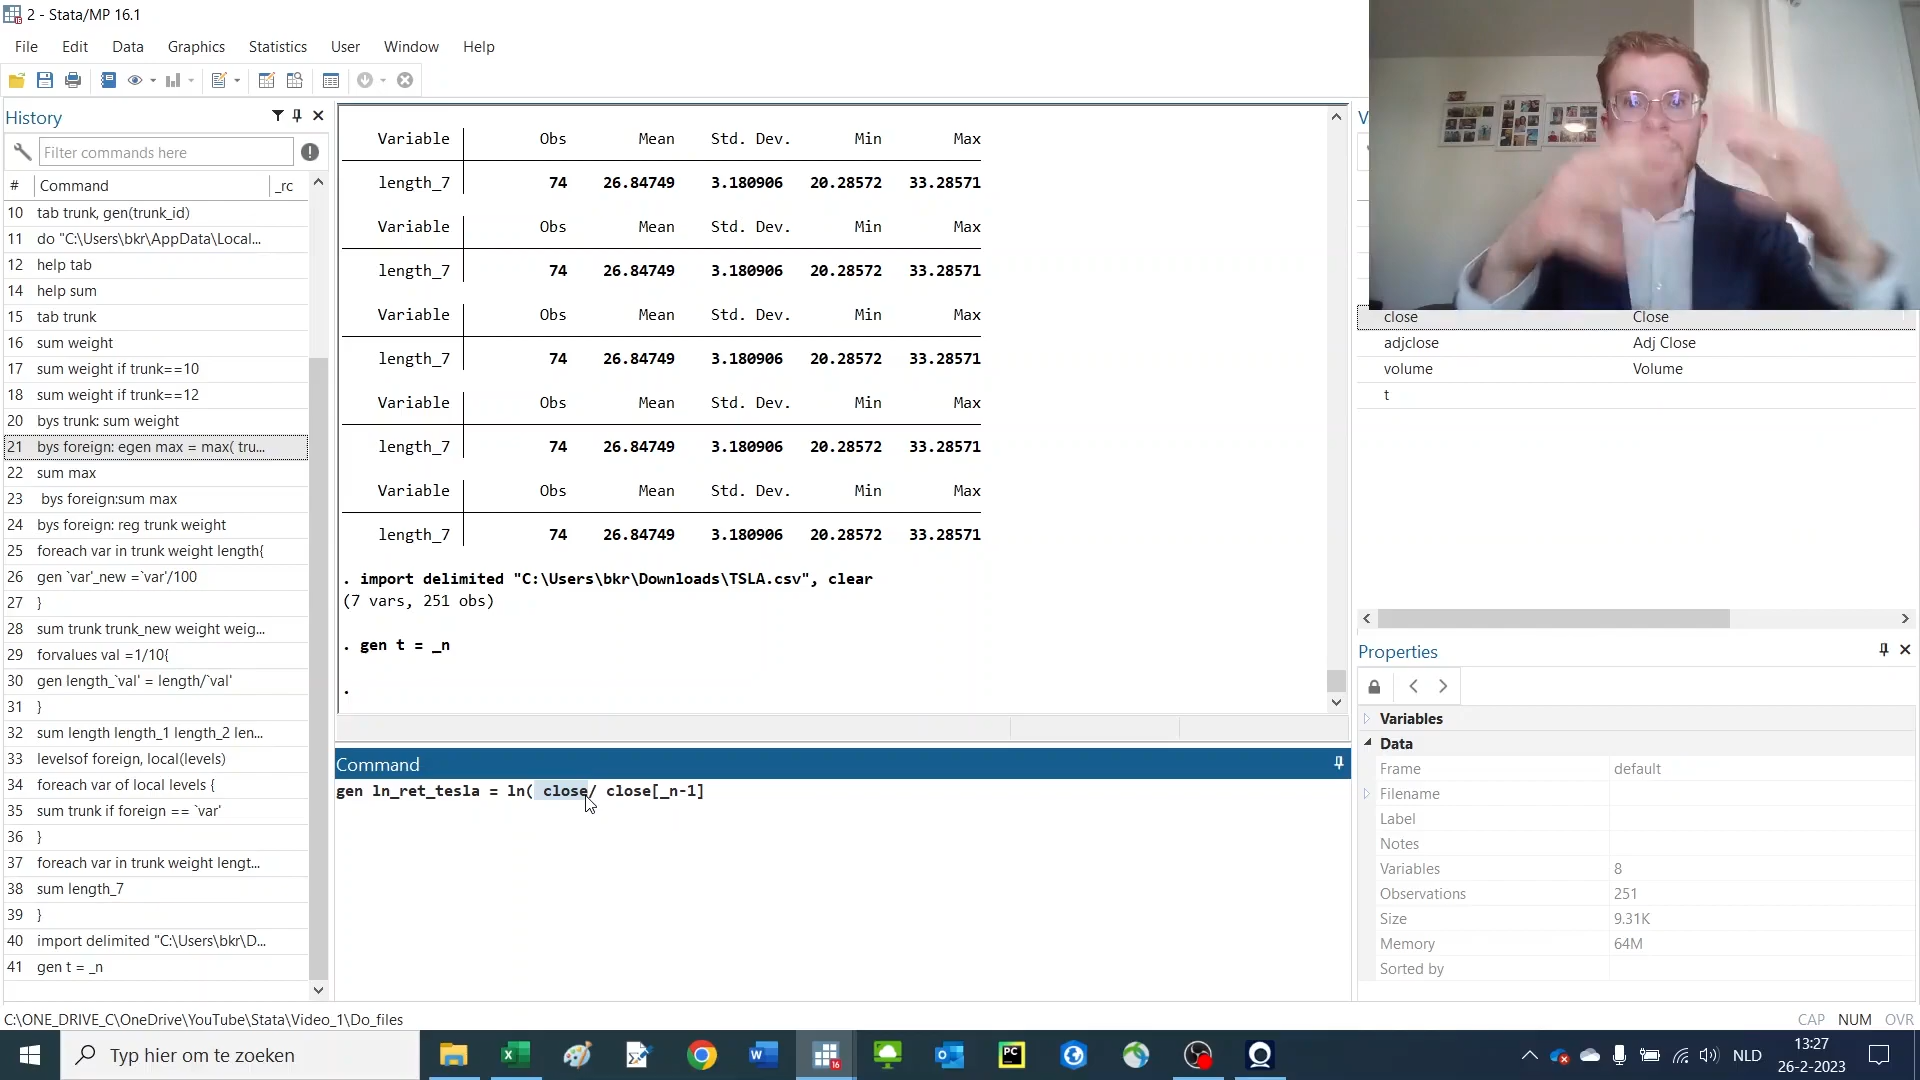 2 - Stata/MP 16.1
File Edit Data Graphics Statistics User Window Help
History
Filter commands here
# Command _rc
10 tab trunk, gen(trunk_id)
11 do "C:\Users\bkr\AppData\Local...
12 help tab
14 help sum
15 tab trunk
16 sum weight
17 sum weight if trunk==10
18 sum weight if trunk==12
20 bys trunk: sum weight
21 bys foreign: egen max = max( tru...
22 sum max
23 bys foreign:sum max
24 bys foreign: reg trunk weight
25 foreach var in trunk weight length{
26 gen `var'_new =`var'/100
27 }
28 sum trunk trunk_new weight weig...
29 forvalues val =1/10{
30 gen length_`val' = length/`val'
31 }
32 sum length length_1 length_2 len...
33 levelsof foreign, local(levels)
34 foreach var of local levels {
35 sum trunk if foreign == `var'
36 }
37 foreach var in trunk weight lengt...
38 sum length_7
39 }
40 import delimited "C:\Users\bkr\D...
41 gen t = _n
Variable Obs Mean Std. Dev. Min Max
length_7 74 26.84749 3.180906 20.28572 33.28571
Variable Obs Mean Std. Dev. Min Max
length_7 74 26.84749 3.180906 20.28572 33.28571
Variable Obs Mean Std. Dev. Min Max
length_7 74 26.84749 3.180906 20.28572 33.28571
Variable Obs Mean Std. Dev. Min Max
length_7 74 26.84749 3.180906 20.28572 33.28571
Variable Obs Mean Std. Dev. Min Max
length_7 74 26.84749 3.180906 20.28572 33.28571
. import delimited "C:\Users\bkr\Downloads\TSLA.csv", clear
(7 vars, 251 obs)
. gen t = _n
.
Command
gen ln_ret_tesla = ln( close/ close[_n-1]
V
close Close
adjclose Adj Close
volume Volume
t
Properties
Variables
Data
Frame default
Filename
Label
Notes
Variables 8
Observations 251
Size 9.31K
Memory 64M
Sorted by
C:\ONE_DRIVE_C\OneDrive\YouTube\Stata\Video_1\Do_files
CAP NUM OVR
Typ hier om te zoeken
16
PC
NLD
13:27
26-2-2023